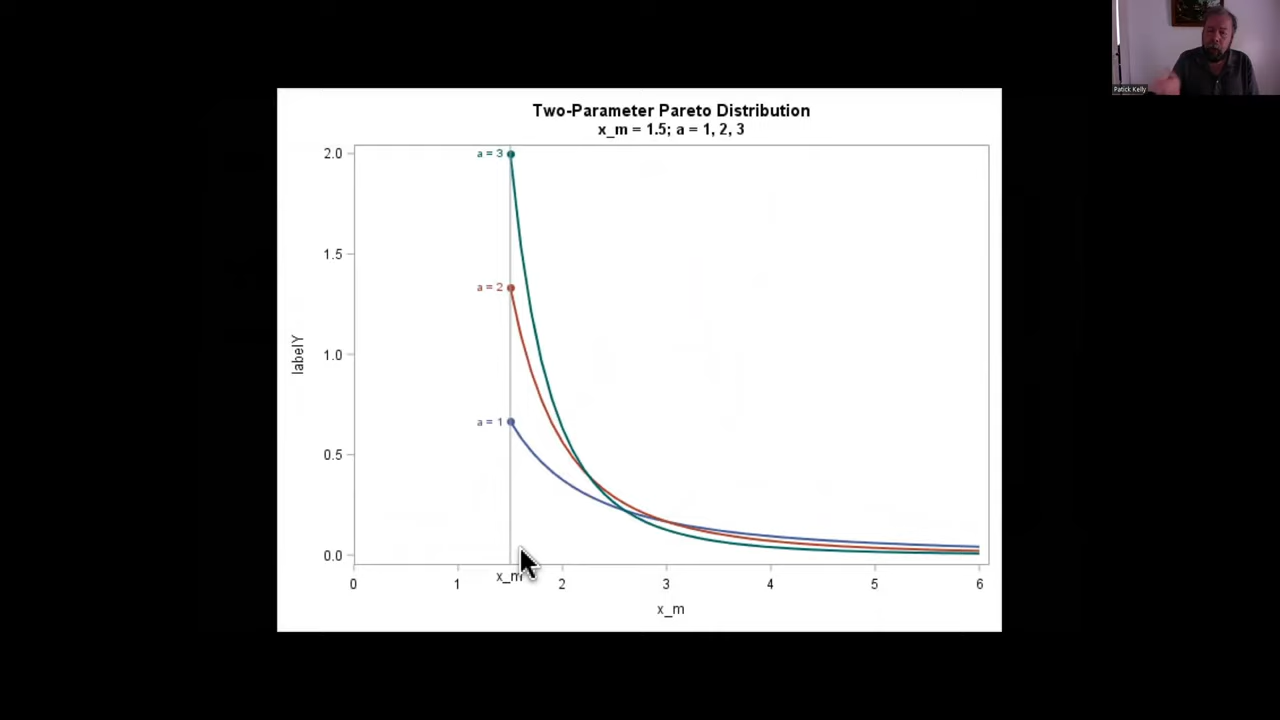 Patick Kelly
Two-Parameter Pareto Distribution
x_m = 1.5; a = 1, 2, 3
2.0
a = 3
1.5
a = 2
labelY
1.0
a = 1
0.5
0.0
x_m
0 1 2 3 4 5 6
x_m